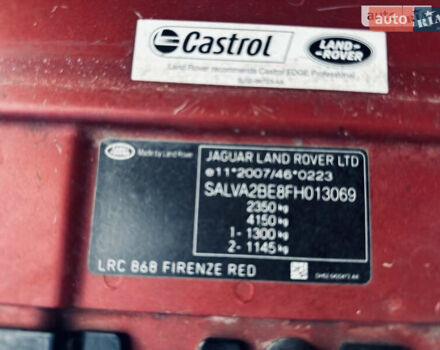 auto RIA
Castrol
LAND ROVER
Land Rover recommends Castrol EDGE Professional
LAND ROVER
Made by Land Rover
JAGUAR LAND ROVER LTD
e11*2007/46*0223
SALVA2BE8FH013069
2350 kg
4150 kg
1- 1300 kg
2- 1145 kg
LRC 868 FIRENZE RED